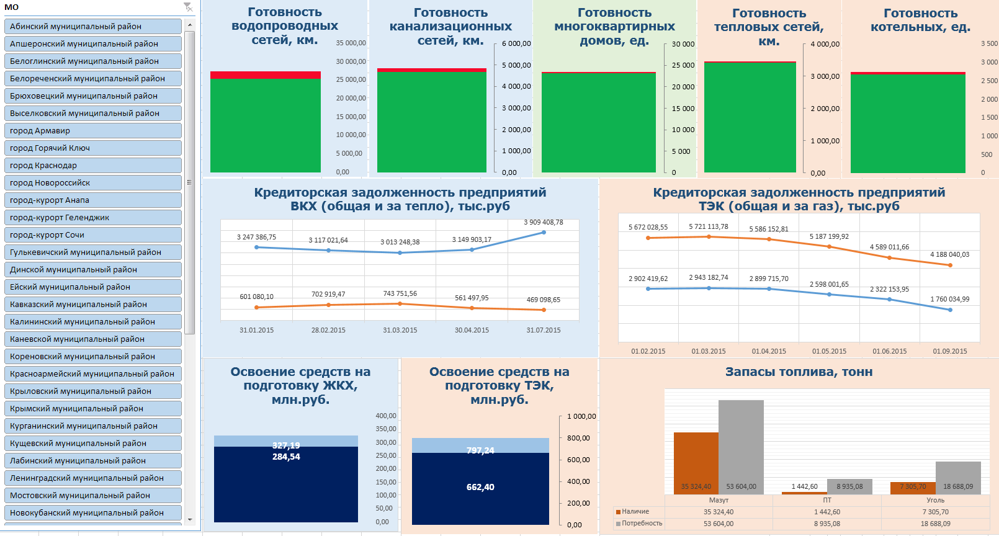 МО
Абинский муниципальный район
Апшеронский муниципальный район
Белоглинский муниципальный район
Белореченский муниципальный район
Брюховецкий муниципальный район
Выселковский муниципальный район
город Армавир
город Горячий Ключ
город Краснодар
город Новороссийск
город-курорт Анапа
город-курорт Геленджик
город-курорт Сочи
Гулькевичский муниципальный район
Динской муниципальный район
Ейский муниципальный район
Кавказский муниципальный район
Калининский муниципальный район
Каневской муниципальный район
Кореновский муниципальный район
Красноармейский муниципальный район
Крыловский муниципальный район
Крымский муниципальный район
Курганинский муниципальный район
Кущевский муниципальный район
Лабинский муниципальный район
Ленинградский муниципальный район
Мостовский муниципальный район
Новокубанский муниципальный район
Готовность
водопроводных
сетей, км.
35 000,00
30 000,00
25 000,00
20 000,00
15 000,00
10 000,00
5 000,00
0,00
Готовность
канализационных
сетей, км.
6 000,00
5 000,00
4 000,00
3 000,00
2 000,00
1 000,00
0,00
Готовность
многоквартирных
домов, ед.
30 000
25 000
20 000
15 000
10 000
5 000
0
Готовность
тепловых сетей,
км.
4 000,00
3 000,00
2 000,00
1 000,00
0,00
Готовность
котельных, ед.
3 500
3 000
2 500
2 000
1 500
1 000
500
0
Кредиторская задолженность предприятий
ВКХ (общая и за тепло), тыс.руб
3 247 386,75
3 117 021,64
3 013 248,38
3 149 903,17
3 909 408,78
601 080,10
702 919,47
743 751,56
561 497,95
469 098,65
31.01.2015
28.02.2015
31.03.2015
30.04.2015
31.07.2015
Кредиторская задолженность предприятий
ТЭК (общая и за газ), тыс.руб
5 672 028,55
5 721 113,78
5 586 152,81
5 187 199,92
4 589 011,66
4 188 040,03
2 902 419,62
2 943 182,74
2 899 715,70
2 598 001,65
2 322 153,95
1 760 034,99
01.02.2015
01.03.2015
01.04.2015
01.05.2015
01.06.2015
01.09.2015
Освоение средств на
подготовку ЖКХ,
млн.руб.
400,00
350,00
300,00
250,00
200,00
150,00
100,00
50,00
0,00
327,19
284,54
Освоение средств на
подготовку ТЭК,
млн.руб.
1 000,00
800,00
600,00
400,00
200,00
0,00
797,24
662,40
Запасы топлива, тонн
35 324,40
53 604,00
1 442,60
8 935,08
7 305,70
18 688,09
Мазут
ПТ
Уголь
Наличие
35 324,40
1 442,60
7 305,70
Потребность
53 604,00
8 935,08
18 688,09